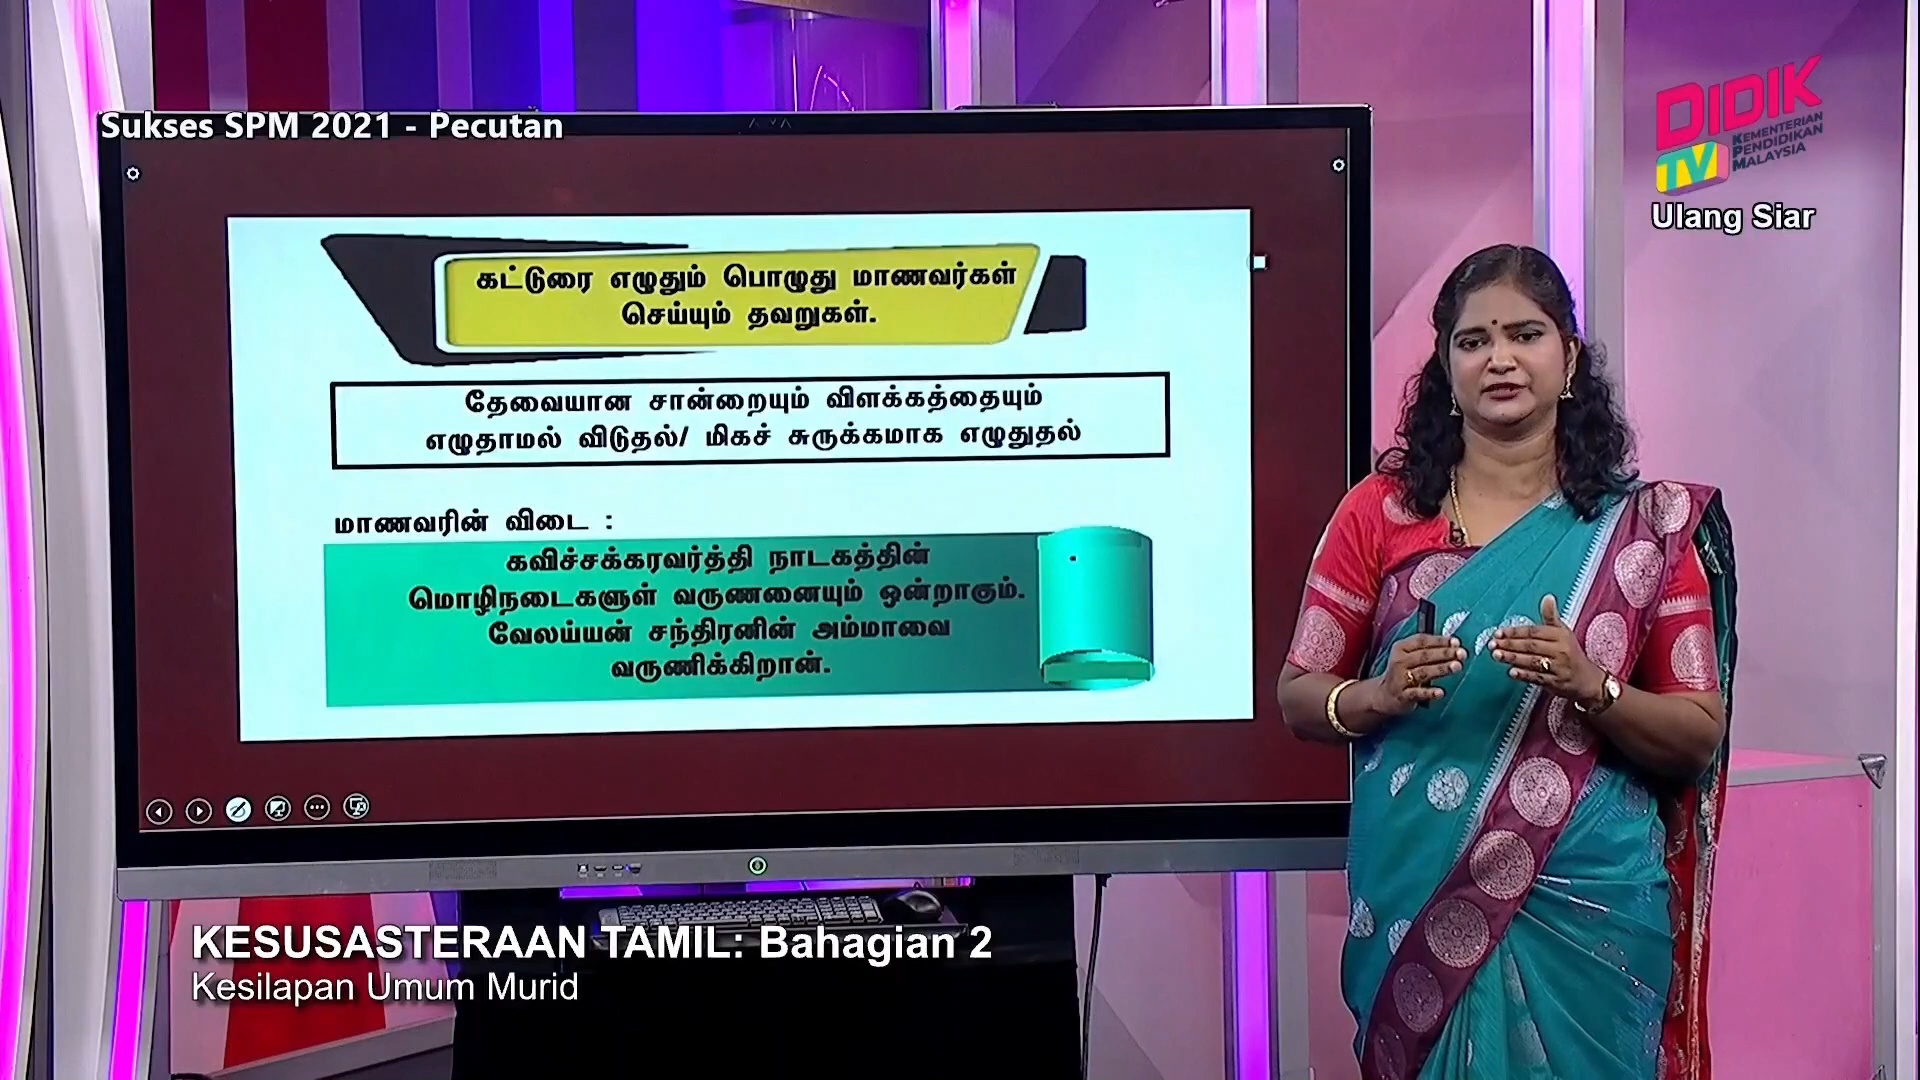 Sukses SPM 2021 - Pecutan
DIDIK
TV
KEMENTERIAN
PENDIDIKAN
MALAYSIA
Ulang Siar
கட்டுரை எழுதும் பொழுது மாணவர்கள்
செய்யும் தவறுகள்.
தேவையான சான்றையும் விளக்கத்தையும்
எழுதாமல் விடுதல்/ மிகச் சுருக்கமாக எழுதுதல்
மாணவரின் விடை :
கவிச்சக்கரவர்த்தி நாடகத்தின்
மொழிநடைகளுள் வருணனையும் ஒன்றாகும்.
வேலய்யன் சந்திரனின் அம்மாவை
வருணிக்கிறான்.
KESUSASTERAAN TAMIL: Bahagian 2
Kesilapan Umum Murid